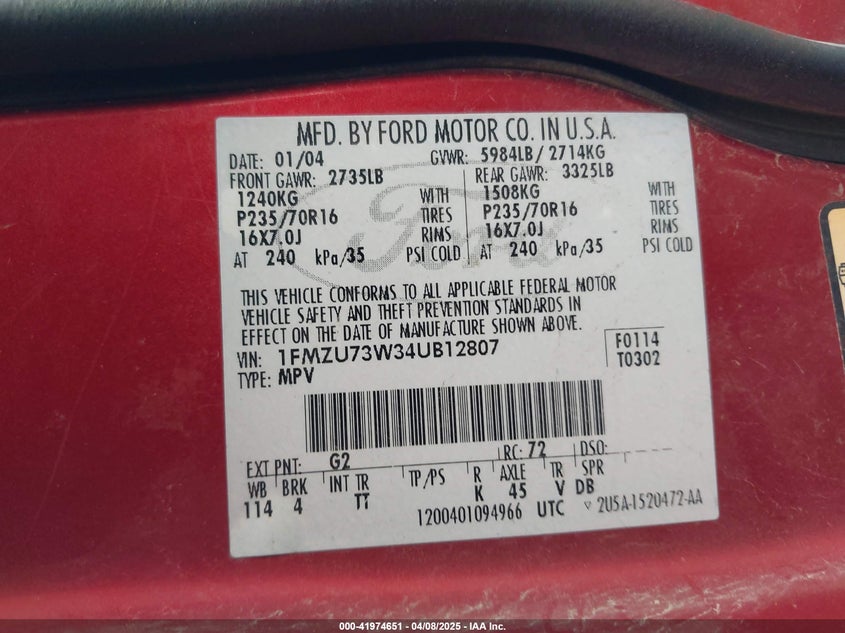 MFD. BY FORD MOTOR CO. IN U.S.A.
DATE: 01/04 GVWR: 5984LB/ 2714KG
FRONT GAWR: 2735LB REAR GAWR: 3325LB
1240KG WITH 1508KG WITH
P235/70R16 TIRES P235/70R16 TIRES
16X7.0J RIMS 16X7.0J RIMS
AT 240 kPa/35 PSI COLD AT 240 kPa/35 PSI COLD
Ford
THIS VEHICLE CONFORMS TO ALL APPLICABLE FEDERAL MOTOR
VEHICLE SAFETY AND THEFT PREVENTION STANDARDS IN
EFFECT ON THE DATE OF MANUFACTURE SHOWN ABOVE.
VIN: 1FMZU73W34UB12807 F0114
TYPE: MPV T0302
EXT PNT: G2 RC: 72 DSO:
WB BRK INT TR TP/PS R AXLE TR SPR
114 4 TT K 45 V DB
1200401094966 UTC ▽ 2U5A-1520472-AA
000-41974651 | 04/08/2025 - IAA Inc.